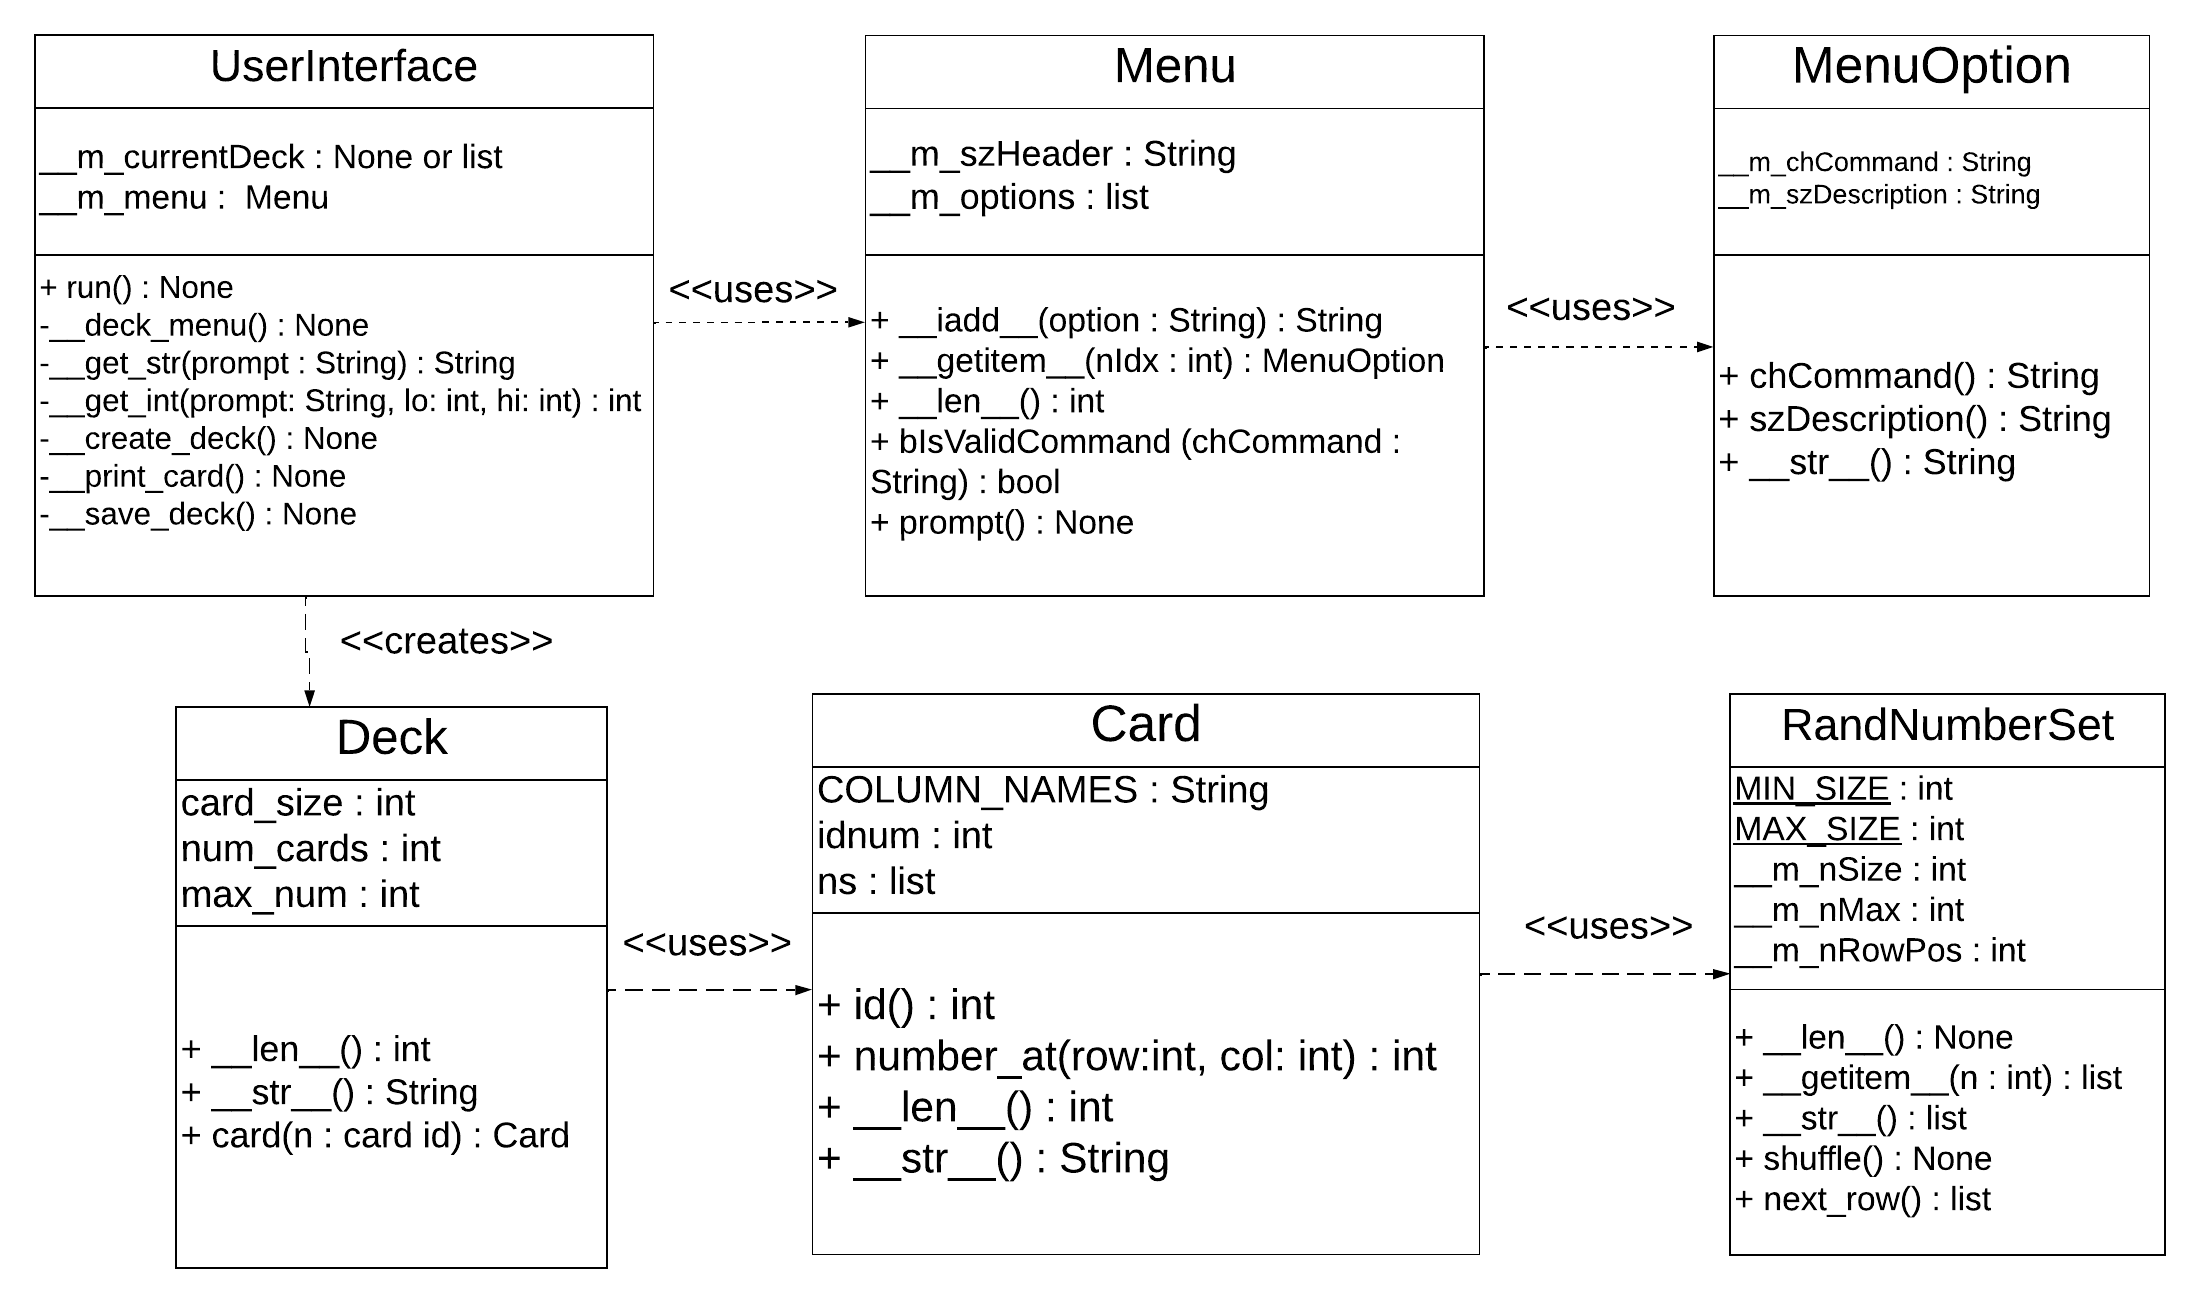 UserInterface
__m_currentDeck : None or list
__m_menu :  Menu
+ run() : None
-__deck_menu() : None
-__get_str(prompt : String) : String
-__get_int(prompt: String, lo: int, hi: int) : int
-__create_deck() : None
-__print_card() : None
-__save_deck() : None
<<uses>>
Menu
__m_szHeader : String
__m_options : list
+ __iadd__(option : String) : String
+ __getitem__(nIdx : int) : MenuOption
+ __len__() : int
+ bIsValidCommand (chCommand :
String) : bool
+ prompt() : None
<<uses>>
MenuOption
__m_chCommand : String
__m_szDescription : String
+ chCommand() : String
+ szDescription() : String
+ __str__() : String
<<creates>>
Deck
card_size : int
num_cards : int
max_num : int
+ __len__() : int
+ __str__() : String
+ card(n : card id) : Card
<<uses>>
Card
COLUMN_NAMES : String
idnum : int
ns : list
+ id() : int
+ number_at(row:int, col: int) : int
+ __len__() : int
+ __str__() : String
<<uses>>
RandNumberSet
MIN_SIZE : int
MAX_SIZE : int
__m_nSize : int
__m_nMax : int
__m_nRowPos : int
+ __len__() : None
+ __getitem__(n : int) : list
+ __str__() : list
+ shuffle() : None
+ next_row() : list